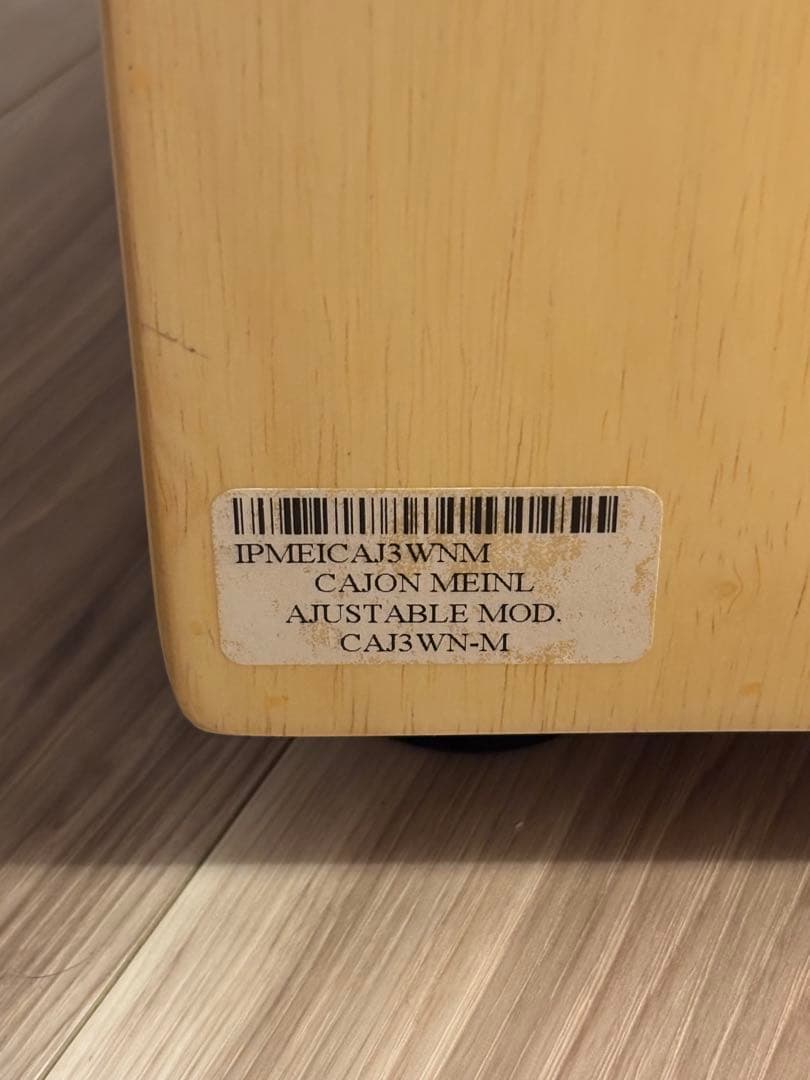 IPMEICAJ3WNM
CAJON MEINL
AJUSTABLE MOD.
CAJ3WN-M